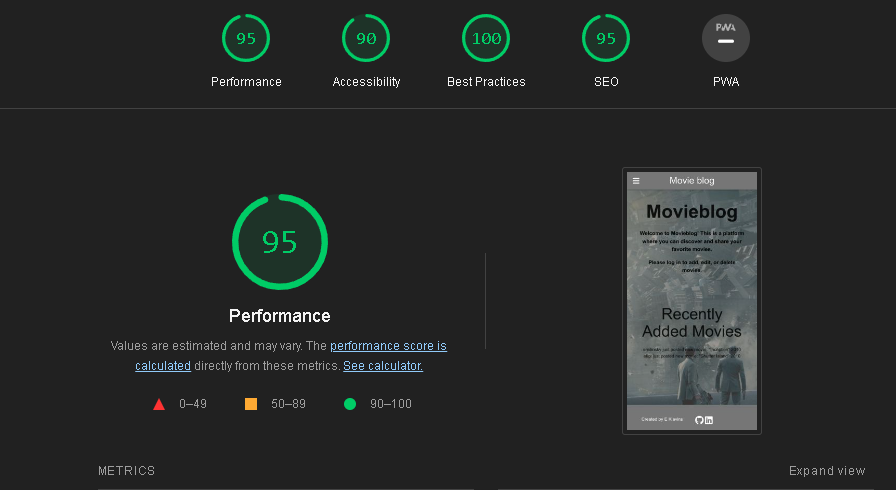 95
90
100
95
PWA
Performance
Accessibility
Best Practices
SEO
PWA
95
Performance
Values are estimated and may vary. The performance score is
calculated directly from these metrics. See calculator.
0–49
50–89
90–100
Movie blog
Movieblog
Welcome to Movieblog! This is a platform
where you can discover and share your
favorite movies.
Please log in to add, edit, or delete
movies.
Recently
Added Movies
Created by
METRICS
Expand view